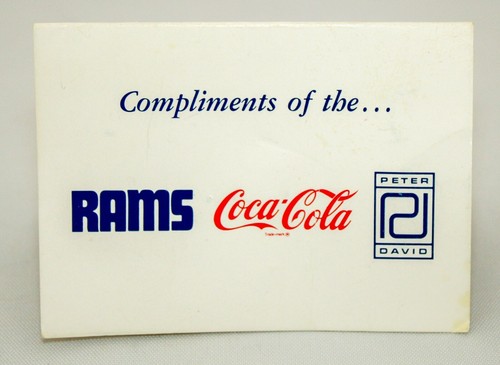 Compliments of the...
RAMS Coca-Cola PETER
DAVID